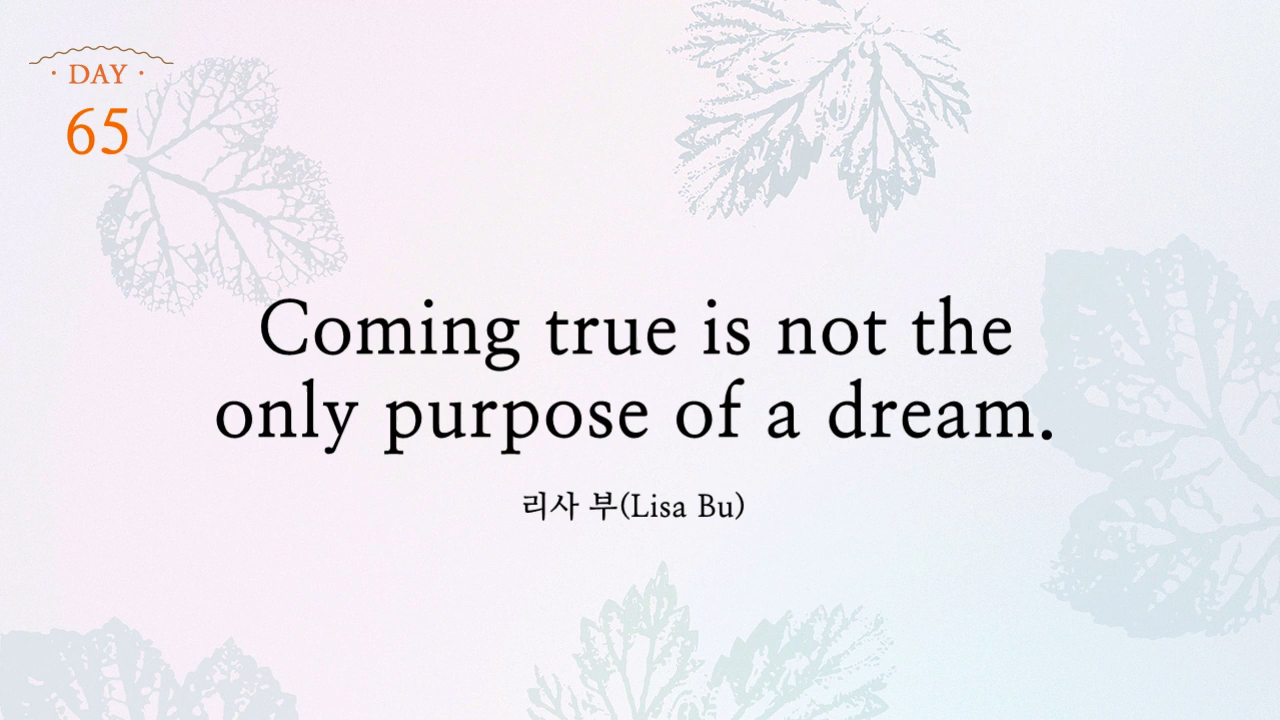 · DAY ·
65
Coming true is not the
only purpose of a dream.
리사 부(Lisa Bu)